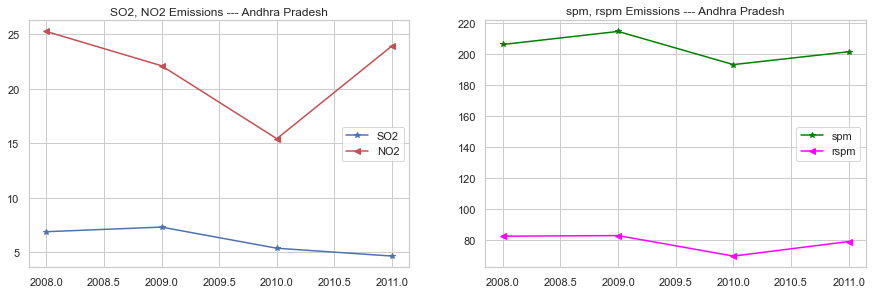 SO2, NO2 Emissions --- Andhra Pradesh
25
20
15
10
5
SO2
NO2
2008.0 2008.5 2009.0 2009.5 2010.0 2010.5 2011.0
spm, rspm Emissions --- Andhra Pradesh
220
200
180
160
140
120
100
80
spm
rspm
2008.0 2008.5 2009.0 2009.5 2010.0 2010.5 2011.0